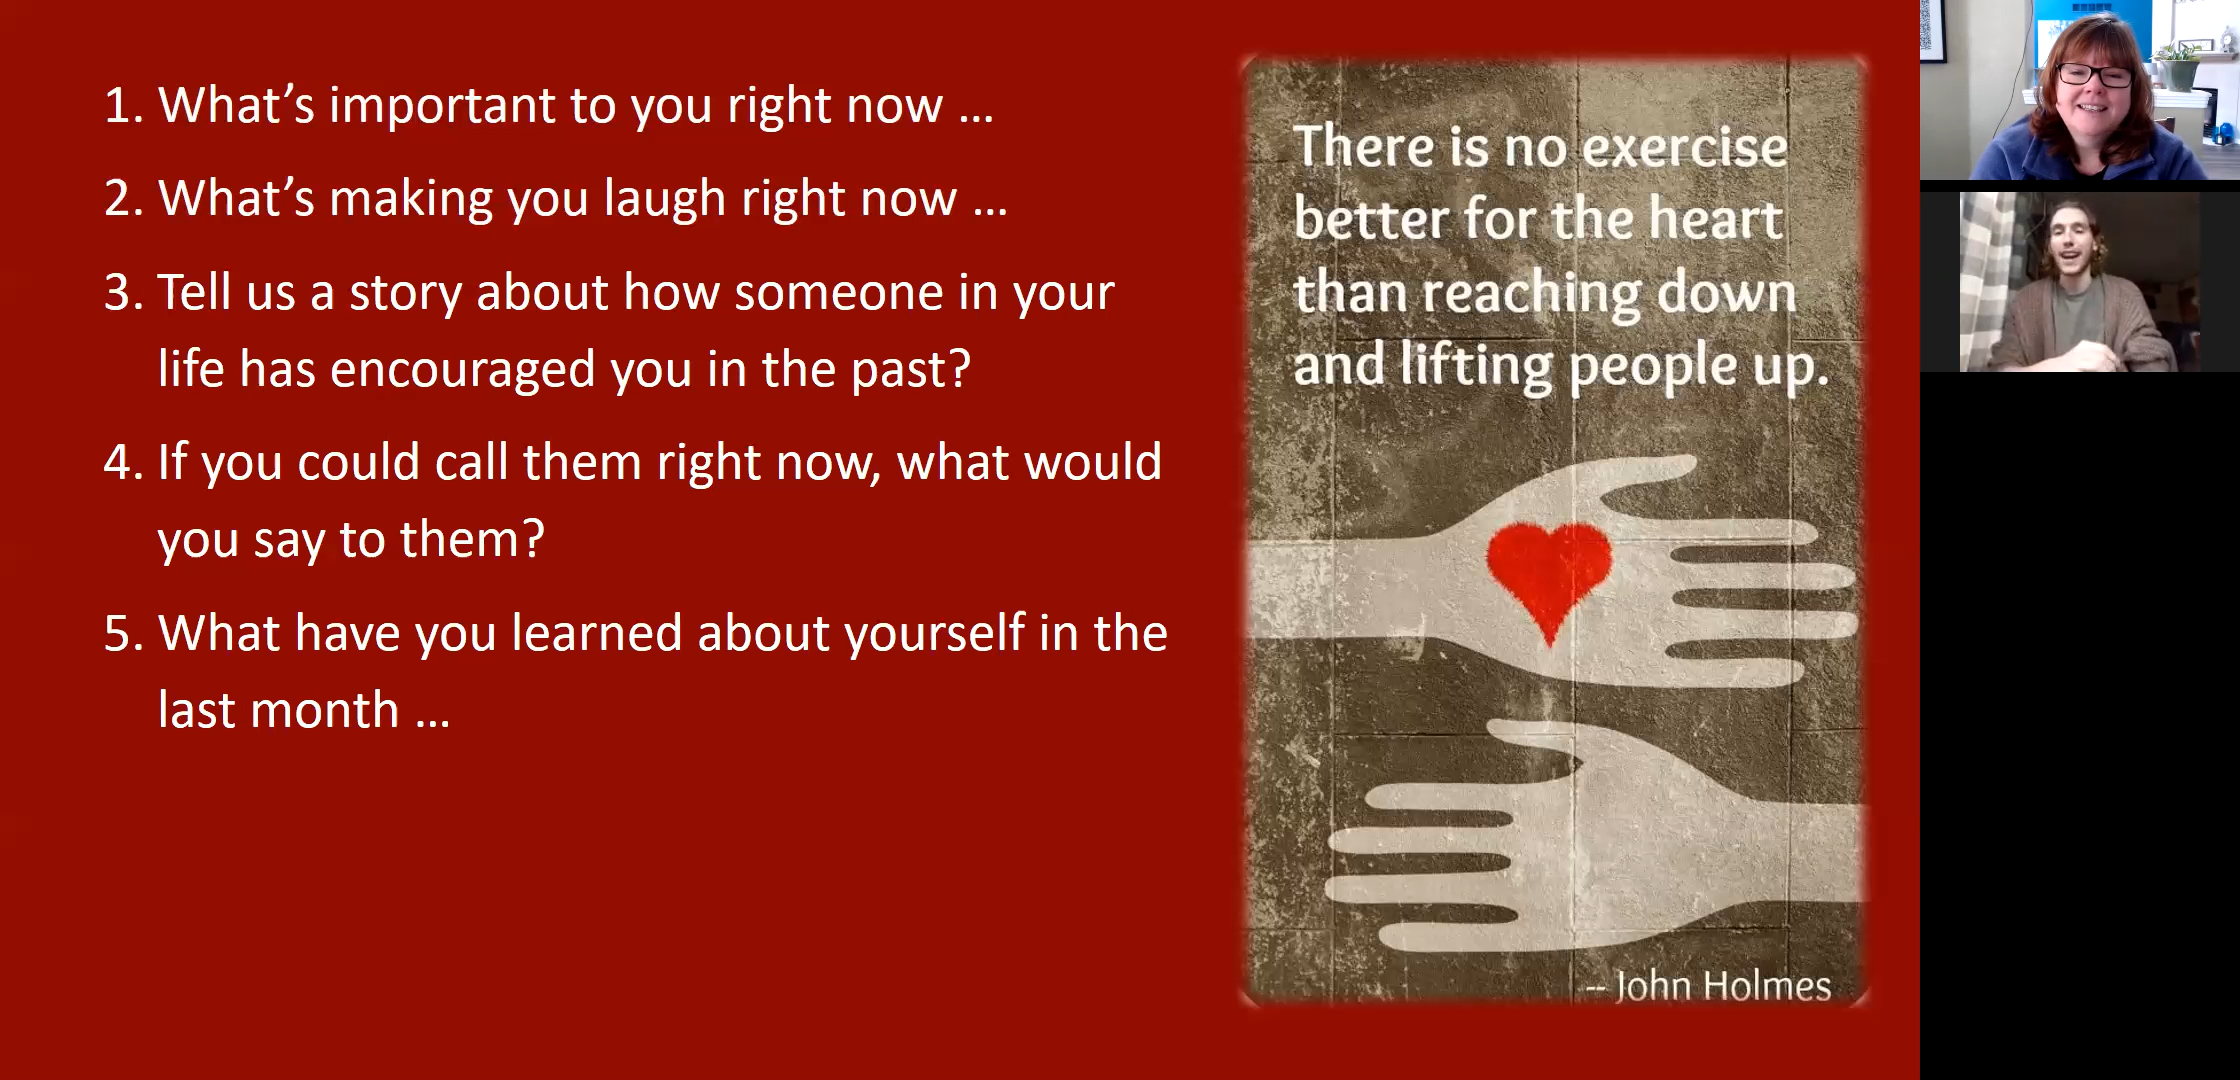 1. What’s important to you right now ...
2. What’s making you laugh right now ...
3. Tell us a story about how someone in your
life has encouraged you in the past?
4. If you could call them right now, what would
you say to them?
5. What have you learned about yourself in the
last month ...
There is no exercise
better for the heart
than reaching down
and lifting people up.
-- John Holmes